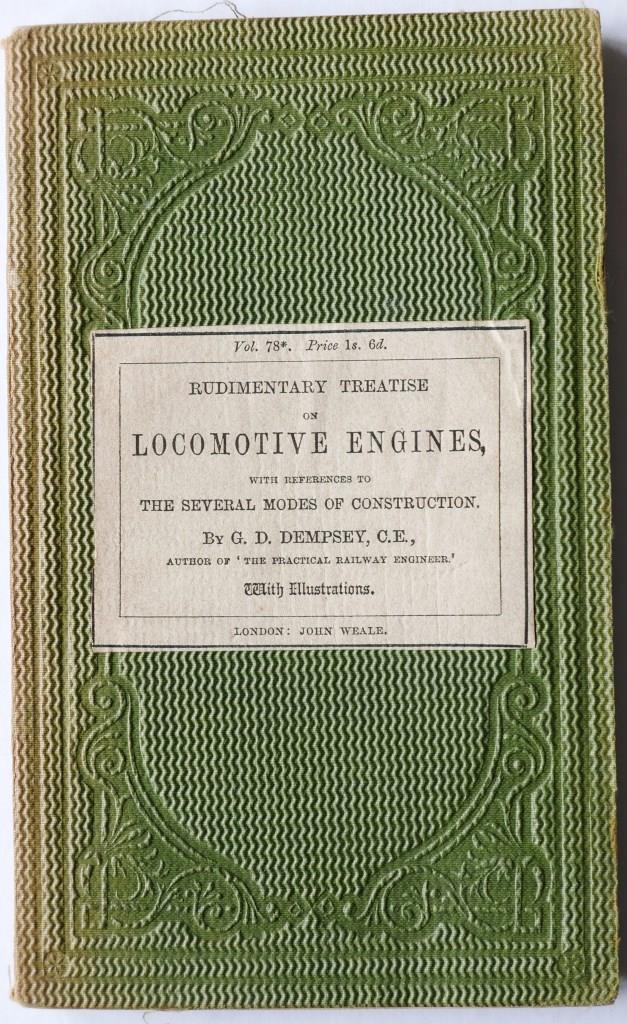 Vol. 78*. Price 1s. 6d.
RUDIMENTARY TREATISE
ON
LOCOMOTIVE ENGINES,
WITH REFERENCES TO
THE SEVERAL MODES OF CONSTRUCTION.
By G. D. DEMPSEY, C.E.,
AUTHOR OF 'THE PRACTICAL RAILWAY ENGINEER.'
With Illustrations.
LONDON: JOHN WEALE.